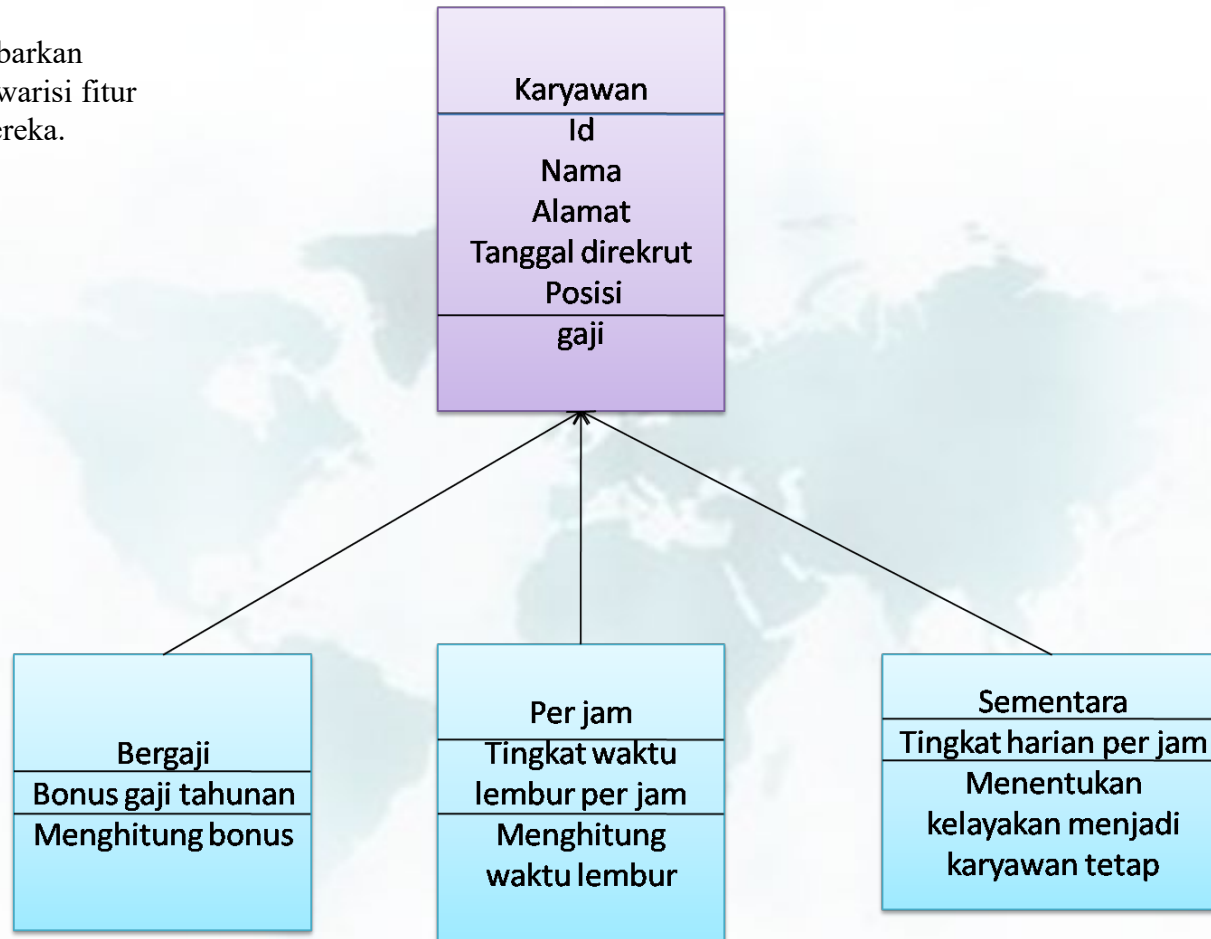 barkan
warisi fitur
ereka.
Karyawan
Id
Nama
Alamat
Tanggal direkrut
Posisi
gaji
Bergaji
Bonus gaji tahunan
Menghitung bonus
Per jam
Tingkat waktu
lembur per jam
Menghitung
waktu lembur
Sementara
Tingkat harian per jam
Menentukan
kelayakan menjadi
karyawan tetap